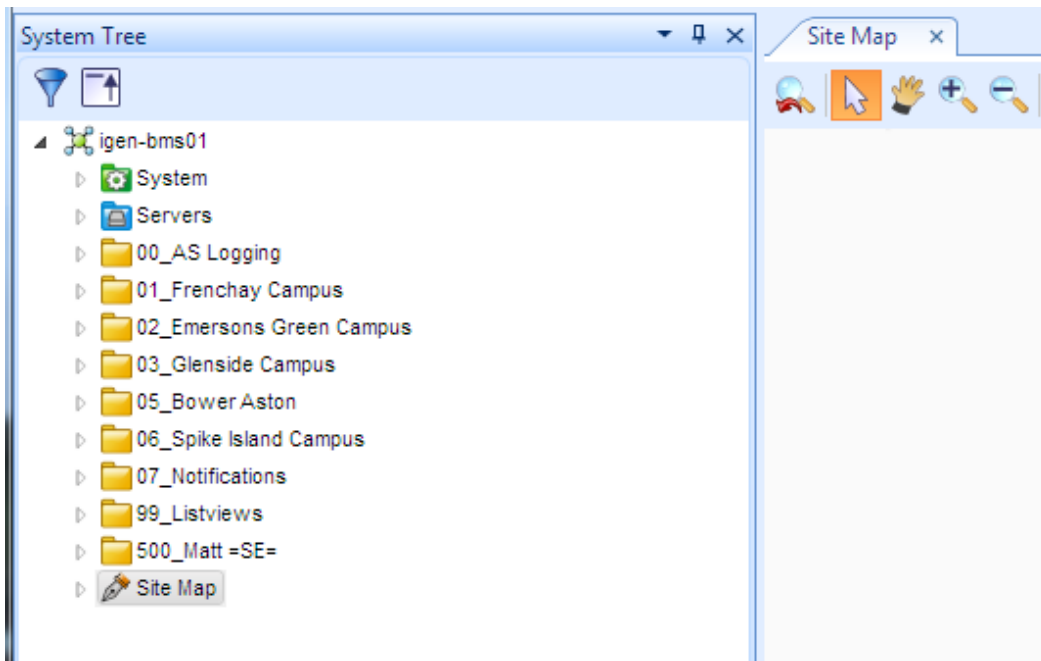 System Tree
Site Map
igen-bms01
System
Servers
00_AS Logging
01_Frenchay Campus
02_Emersons Green Campus
03_Glenside Campus
05_Bower Aston
06_Spike Island Campus
07_Notifications
99_Listviews
500_Matt =SE=
Site Map